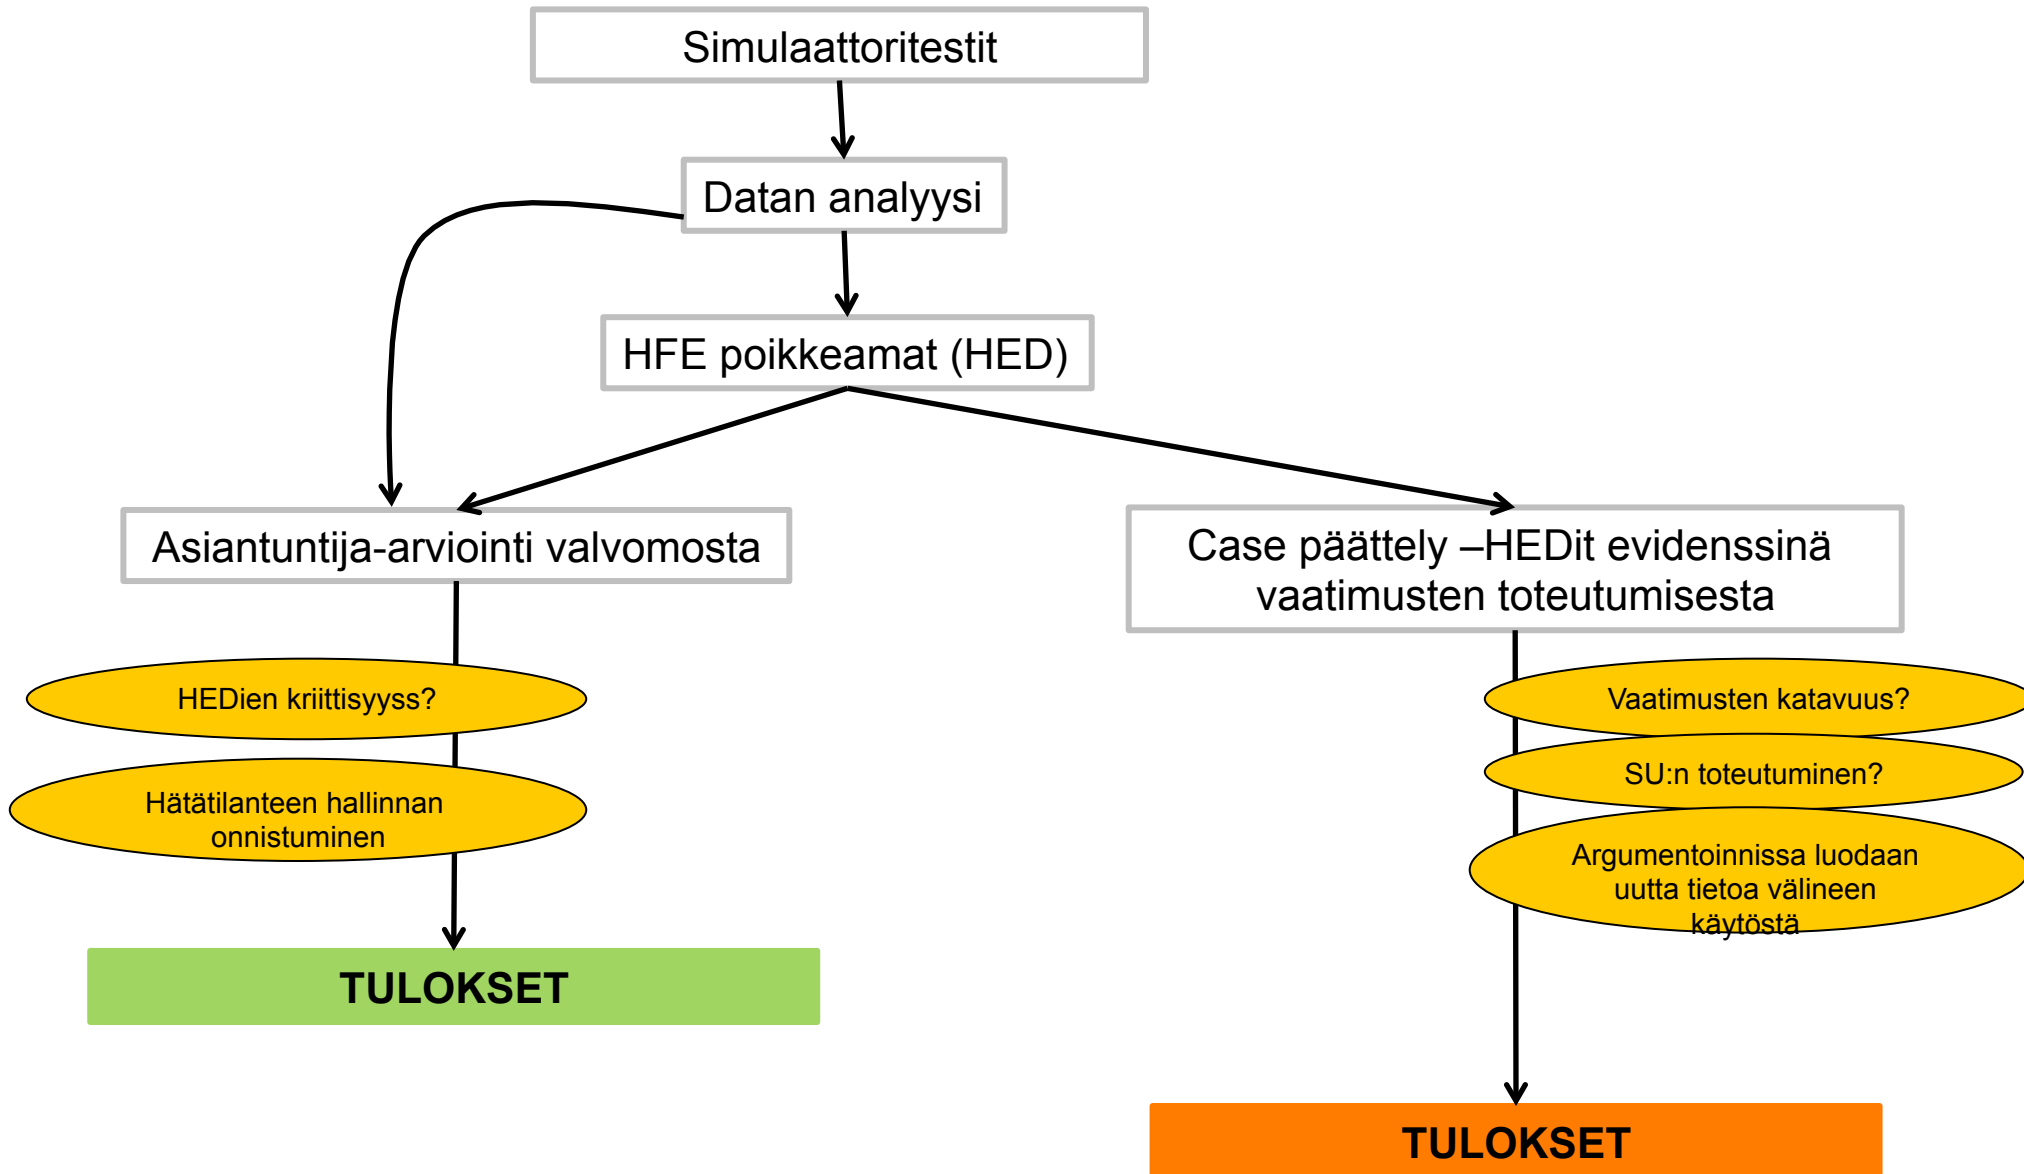 Simulaattoritestit
Datan analyysi
HFE poikkeamat (HED)
Asiantuntija-arviointi valvomosta
Case päättely –HEDit evidenssinä
vaatimusten toteutumisesta
HEDien kriittisyyss?
Hätätilanteen hallinnan
onnistuminen
Vaatimusten katavuus?
SU:n toteutuminen?
Argumentoinnissa luodaan
uutta tietoa välineen
käytöstä
TULOKSET
TULOKSET